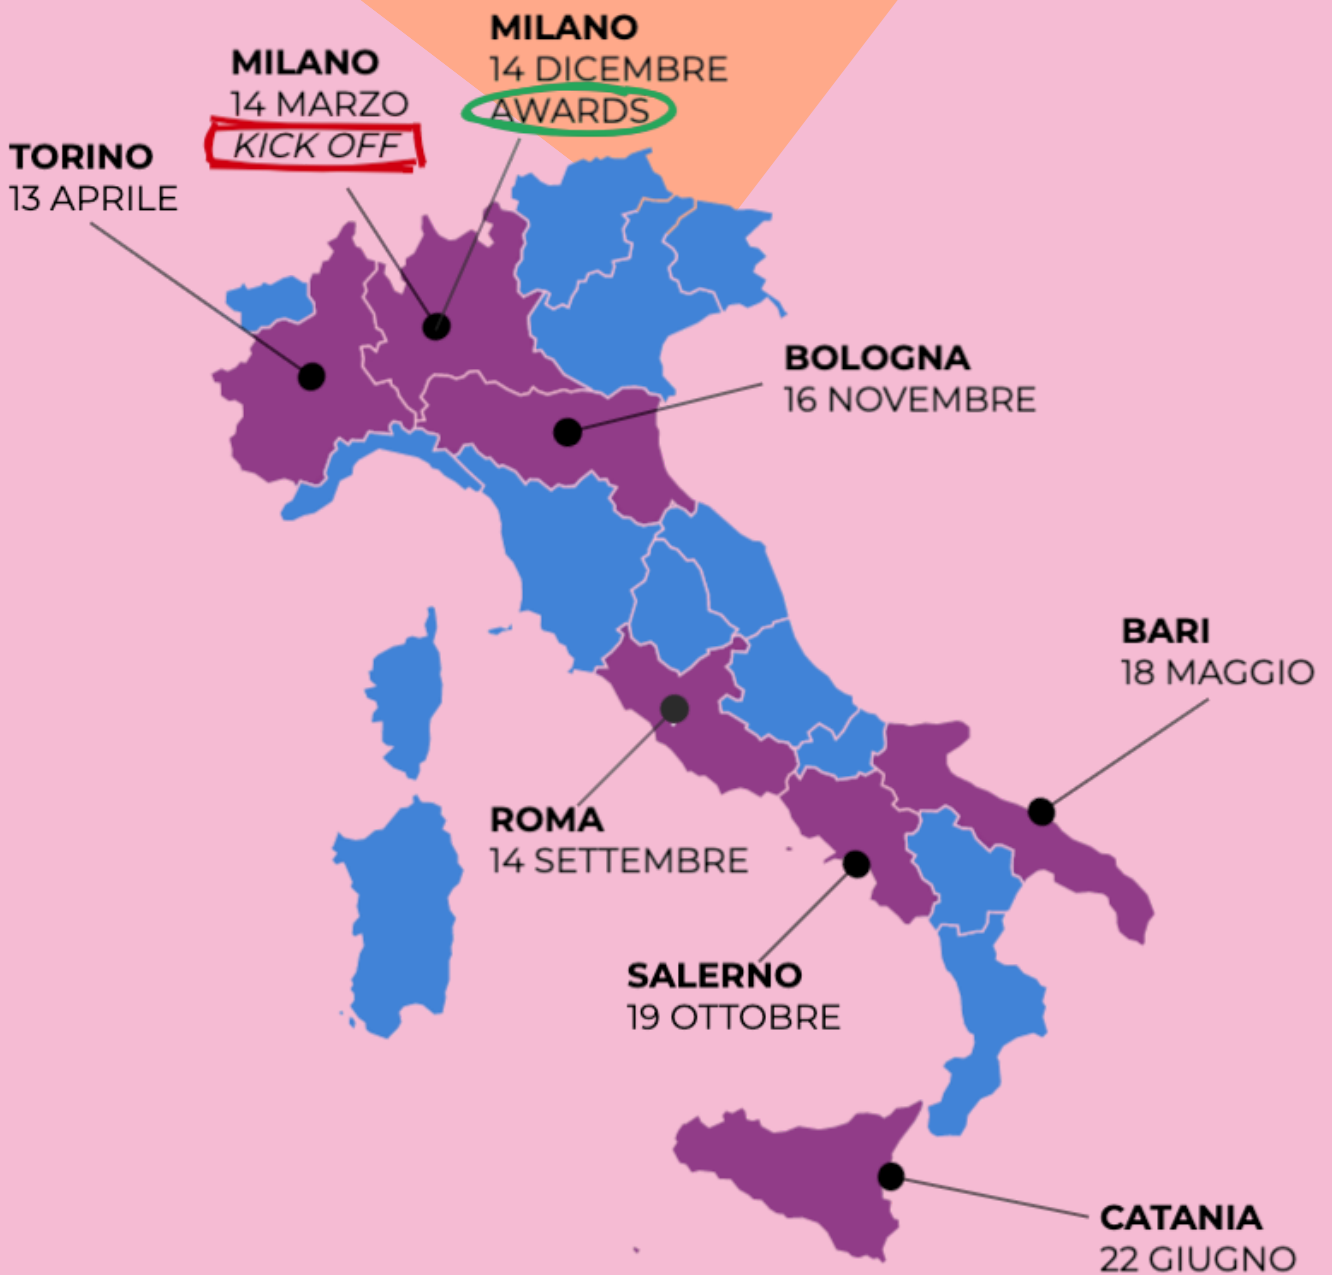 MILANO
14 DICEMBRE
AWARDS
MILANO
14 MARZO
KICK OFF
TORINO
13 APRILE
BOLOGNA
16 NOVEMBRE
BARI
18 MAGGIO
ROMA
14 SETTEMBRE
SALERNO
19 OTTOBRE
CATANIA
22 GIUGNO